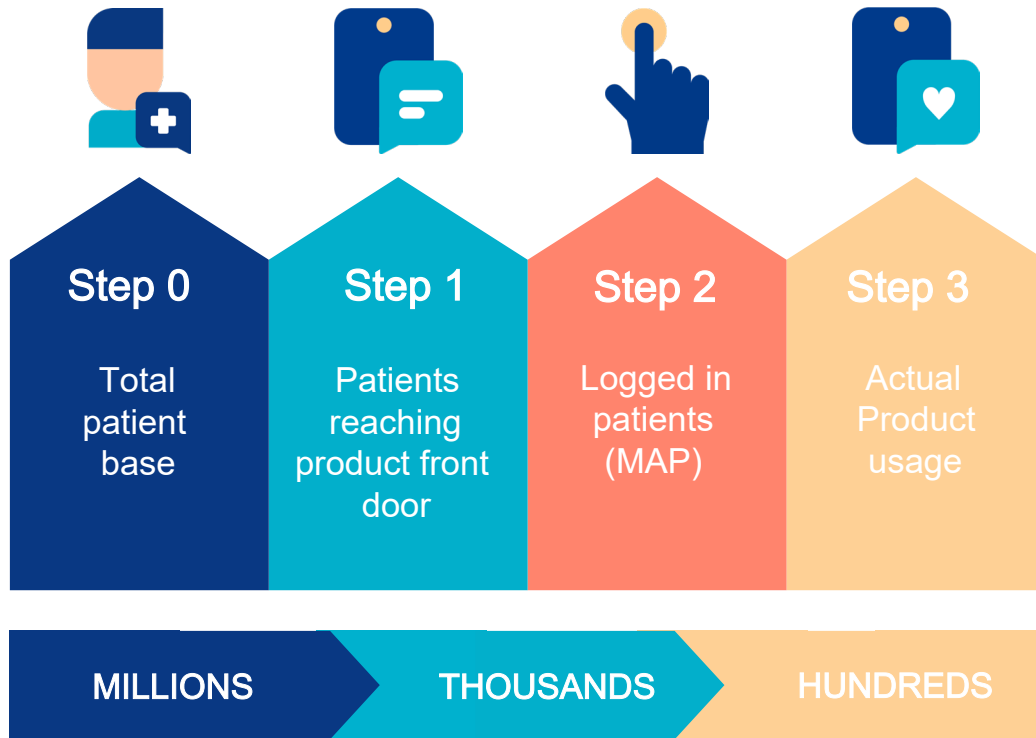 Step 0
Total
patient
base
Step 1
Patients
reaching
product front
door
Step 2
Logged in
patients
(MAP)
Step 3
Actual
Product
usage
MILLIONS
THOUSANDS
HUNDREDS